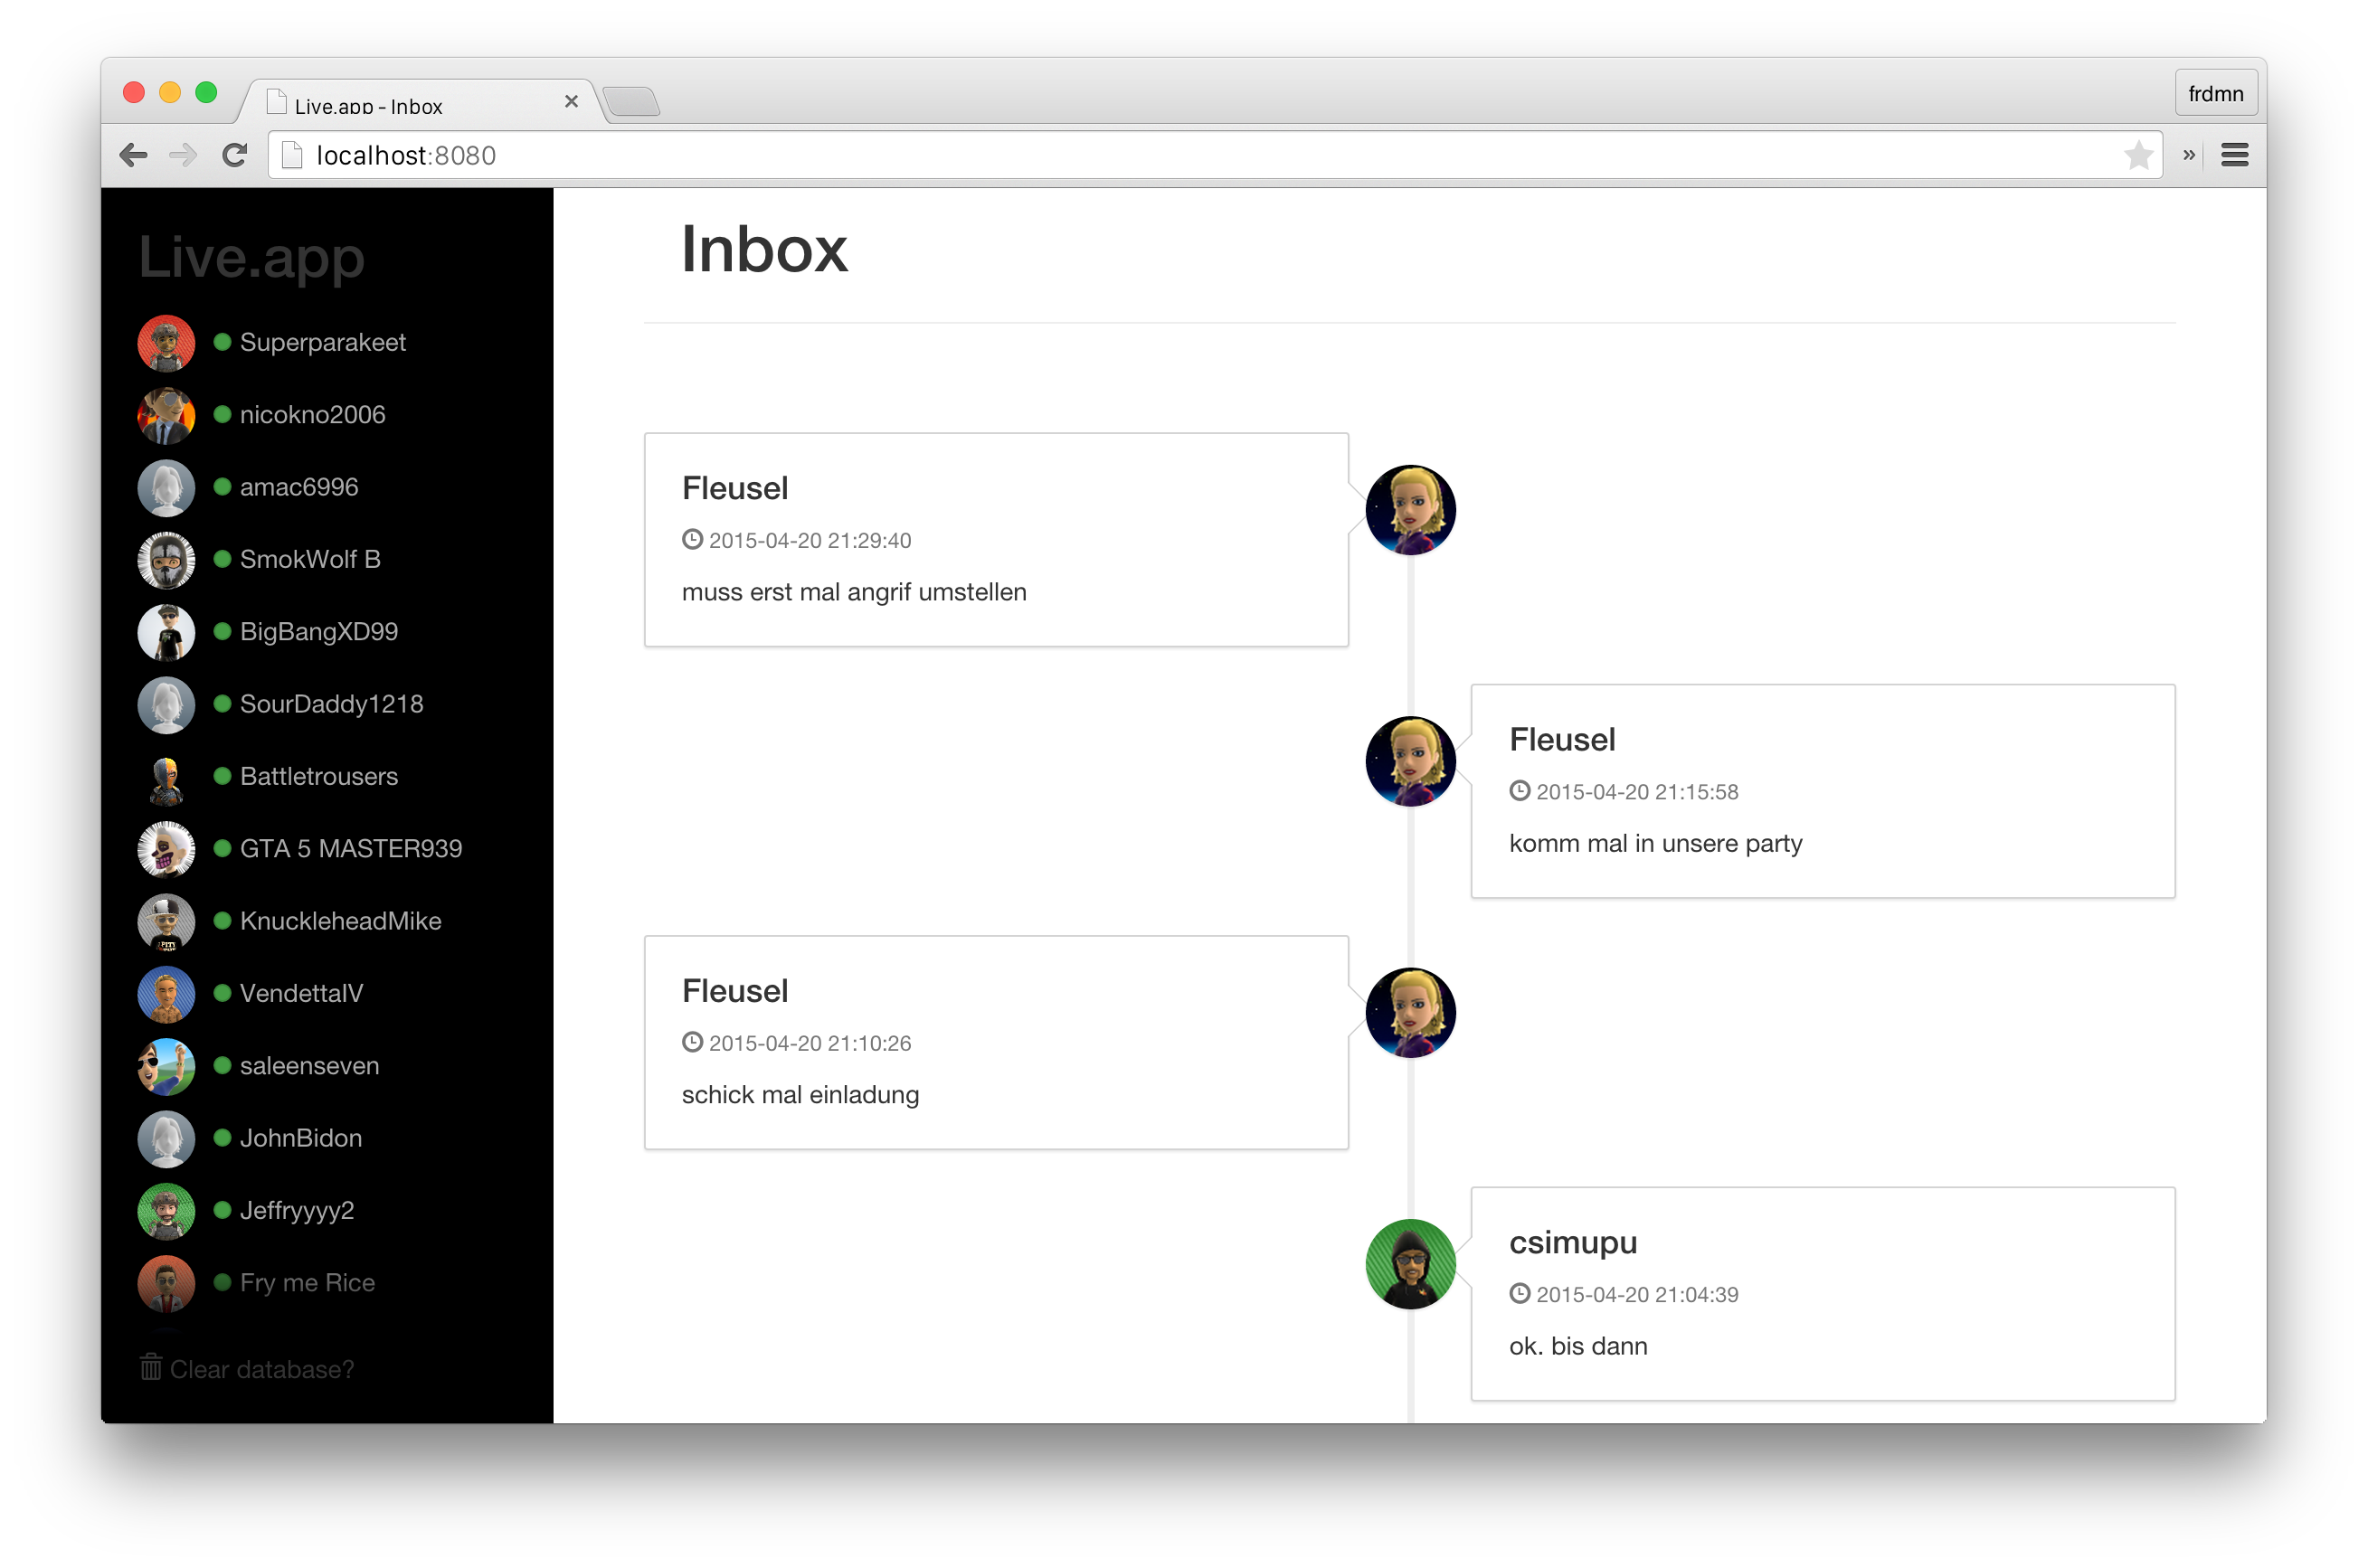 Live.app - Inbox
frdmn
localhost:8080
Live.app
Superparakeet
nicokno2006
amac6996
SmokWolf B
BigBangXD99
SourDaddy1218
Battletrousers
GTA 5 MASTER939
KnuckleheadMike
VendettaIV
saleenseven
JohnBidon
Jeffryyyy2
Fry me Rice
Clear database?
Inbox
Fleusel
2015-04-20 21:29:40
muss erst mal angrif umstellen
Fleusel
2015-04-20 21:15:58
komm mal in unsere party
Fleusel
2015-04-20 21:10:26
schick mal einladung
csimupu
2015-04-20 21:04:39
ok. bis dann